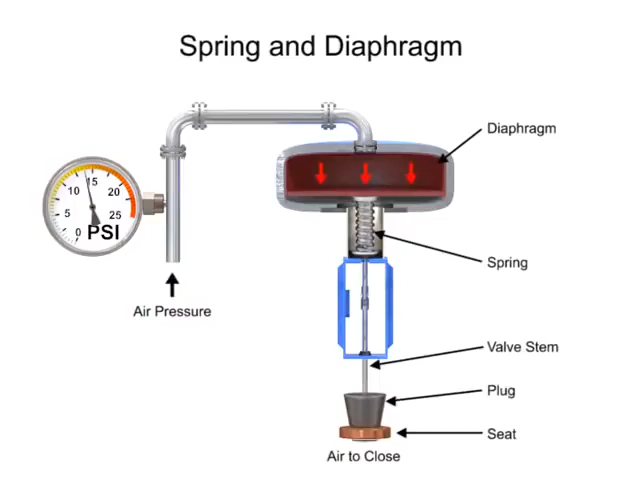 Spring and Diaphragm
Diaphragm
0
5
10
15
20
25
PSI
Spring
Air Pressure
Valve Stem
Plug
Seat
Air to Close